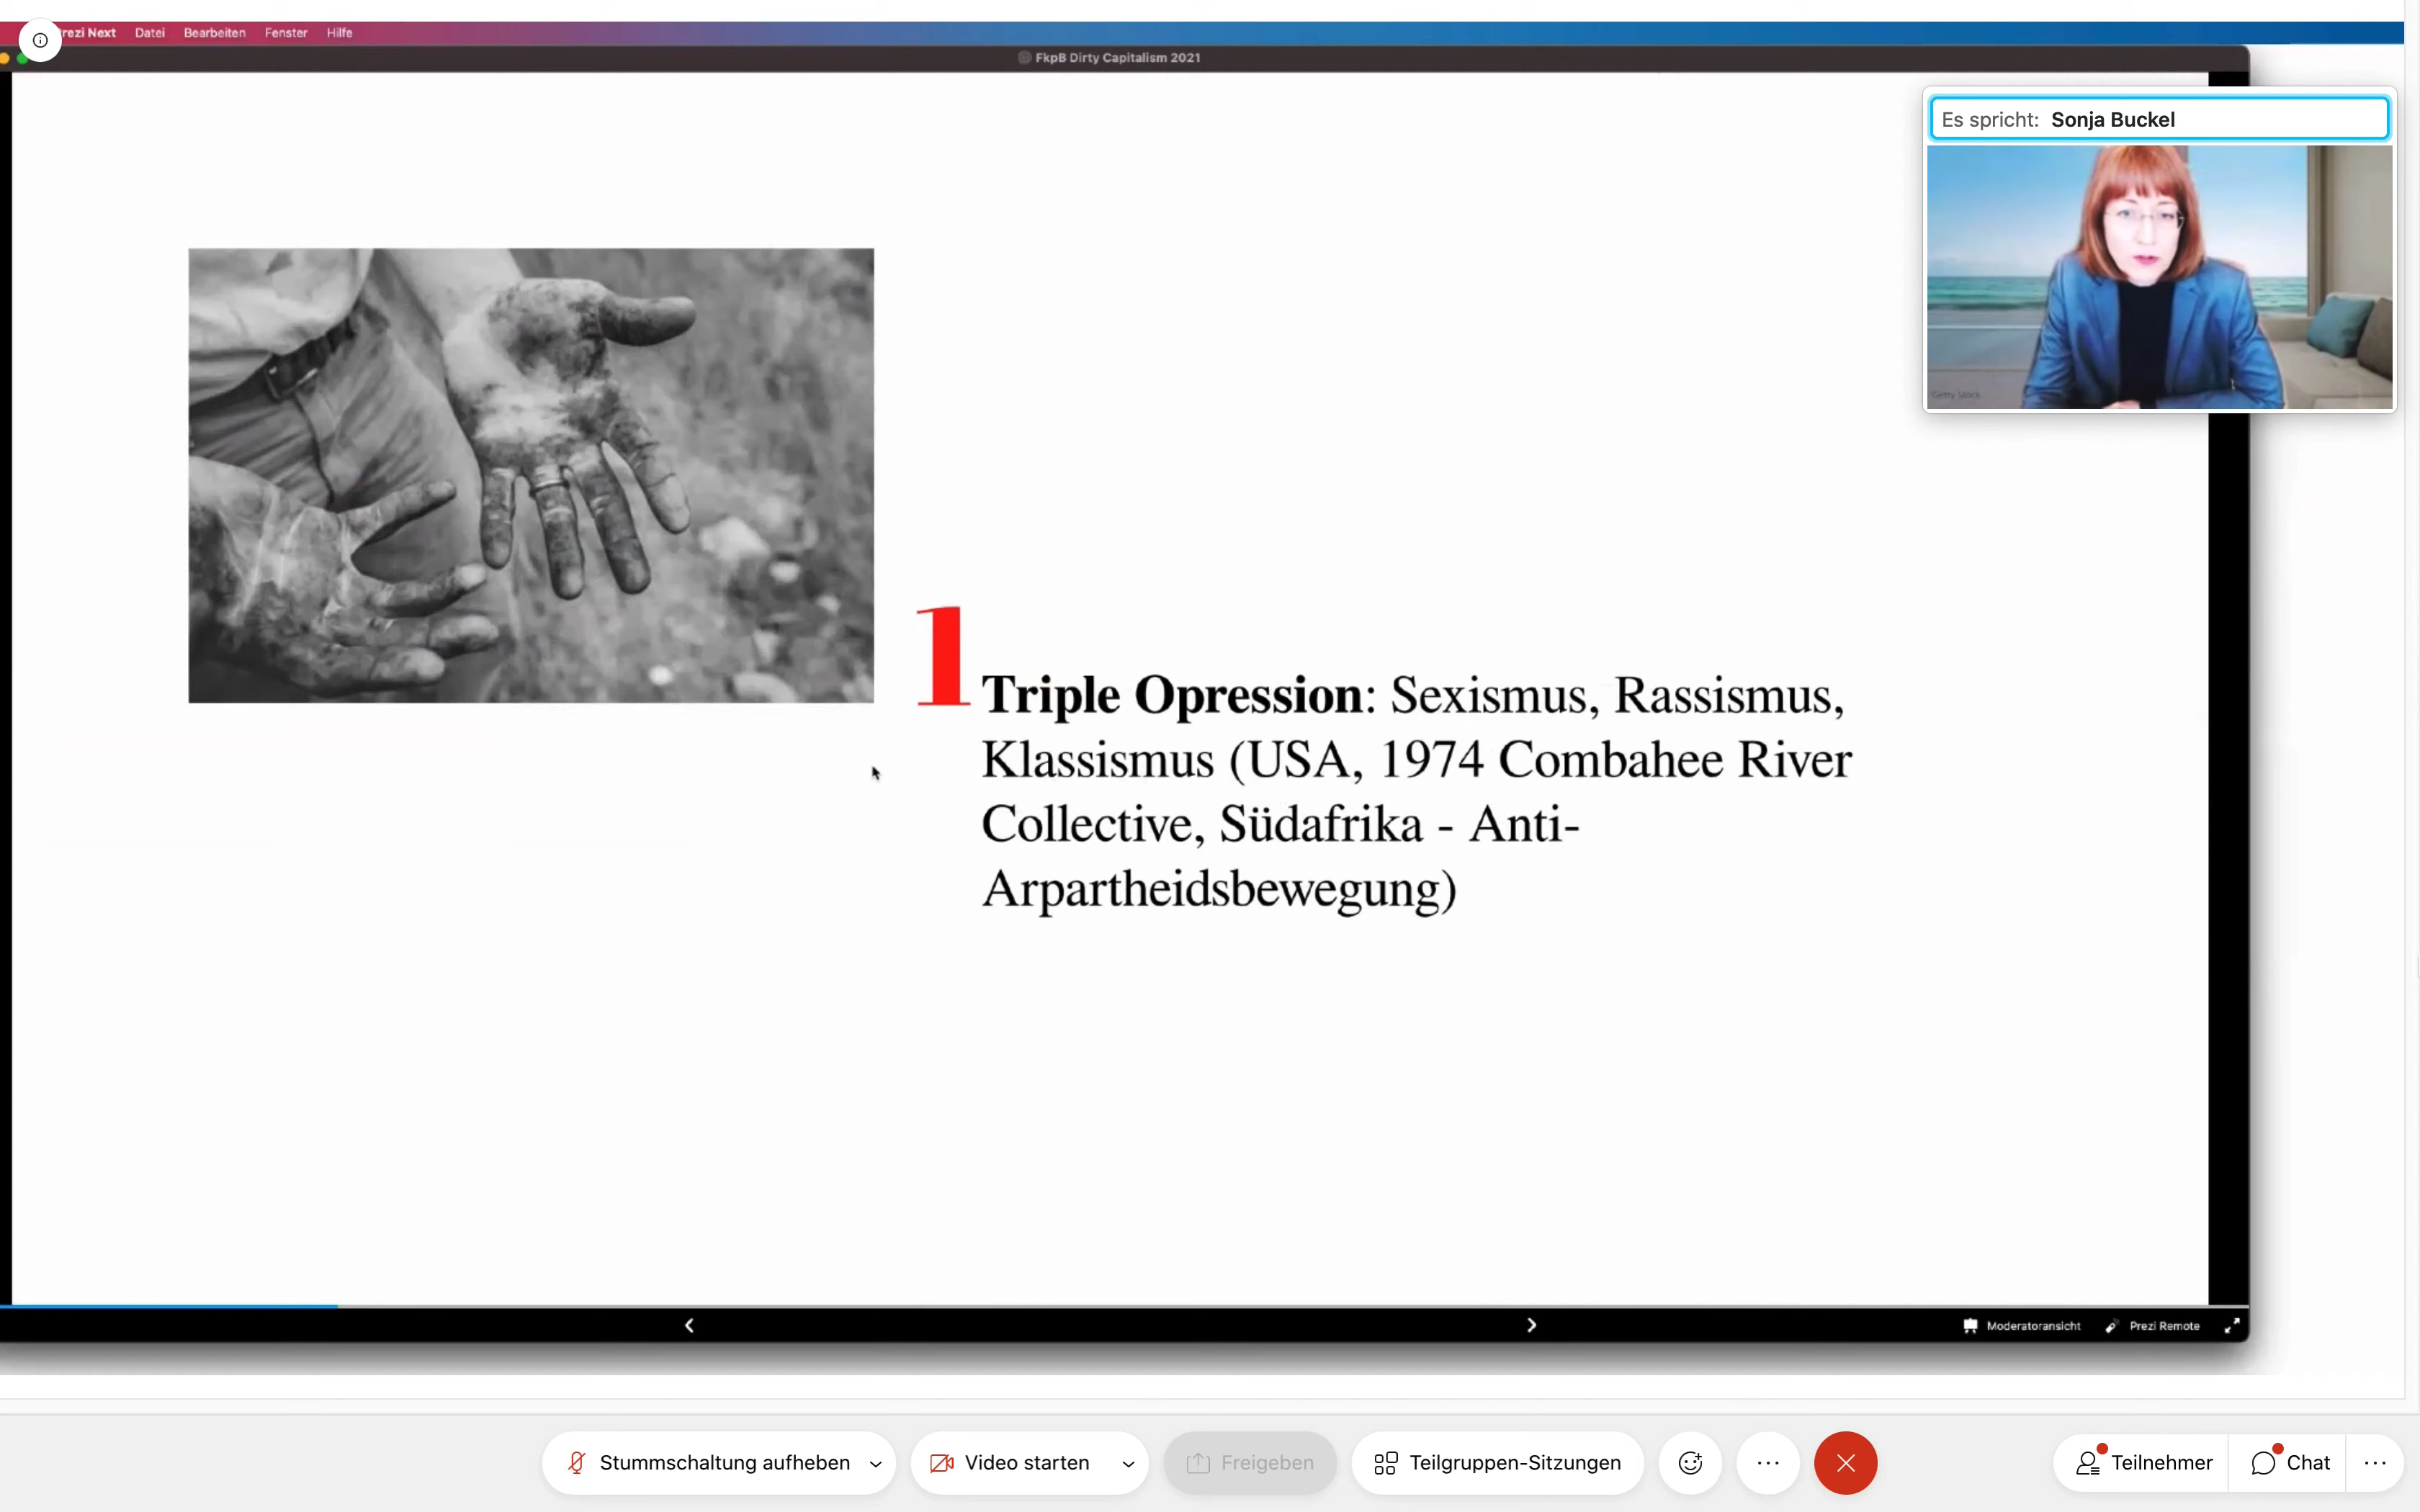 rezi Next Datei Bearbeiten Fenster Hilfe
FkpB Dirty Capitalism 2021
Es spricht: Sonja Buckel
Getty Stock
1
Triple Opression: Sexismus, Rassismus,
Klassismus (USA, 1974 Combahee River
Collective, Südafrika - Anti-
Arpartheidsbewegung)
Moderatoransicht Prezi Remote
Stummschaltung aufheben Video starten Freigeben Teilgruppen-Sitzungen Teilnehmer Chat